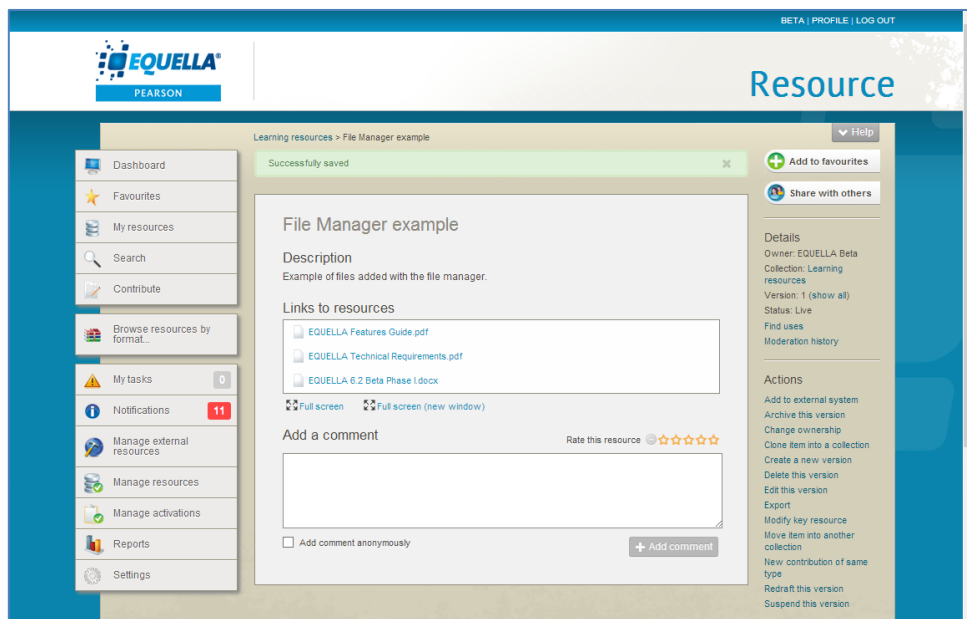 BETA | PROFILE | LOG OUT
EQUELLA®
PEARSON
Resource
Learning resources > File Manager example
Help
Successfully saved
Add to favourites
Share with others
Dashboard
Favourites
My resources
Search
Contribute
Browse resources by
format...
My tasks 0
Notifications 11
Manage external
resources
Manage resources
Manage activations
Reports
Settings
File Manager example
Description
Example of files added with the file manager.
Links to resources
EQUELLA Features Guide.pdf
EQUELLA Technical Requirements.pdf
EQUELLA 6.2 Beta Phase I.docx
Full screen Full screen (new window)
Add a comment
Rate this resource
Add comment anonymously
Add comment
Details
Owner: EQUELLA Beta
Collection: Learning
resources
Version: 1 (show all)
Status: Live
Find uses
Moderation history
Actions
Add to external system
Archive this version
Change ownership
Clone item into a collection
Create a new version
Delete this version
Edit this version
Export
Modify key resource
Move item into another
collection
New contribution of same
type
Redraft this version
Suspend this version